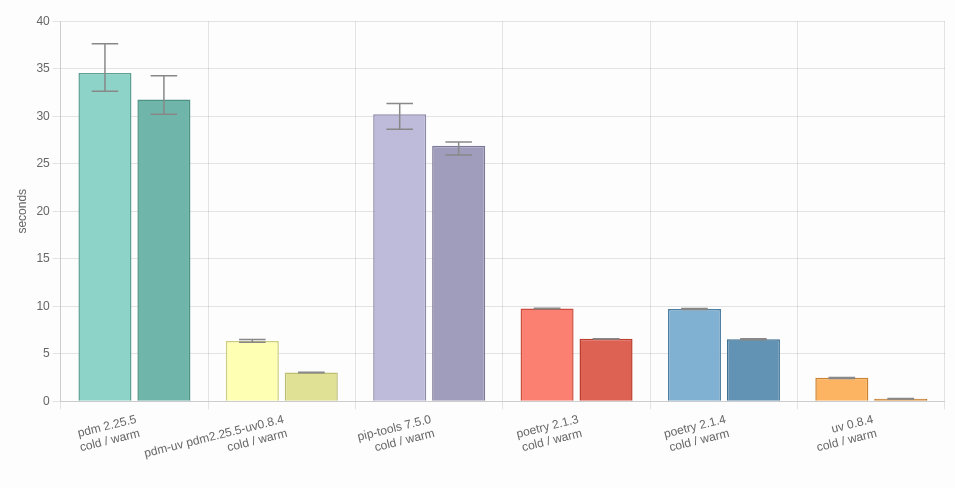 40
35
30
25
20
15
10
5
0
seconds
pdm 2.25.5
cold / warm
pdm-uv pdm2.25.5-uv0.8.4
cold / warm
pip-tools 7.5.0
cold / warm
poetry 2.1.3
cold / warm
poetry 2.1.4
cold / warm
uv 0.8.4
cold / warm